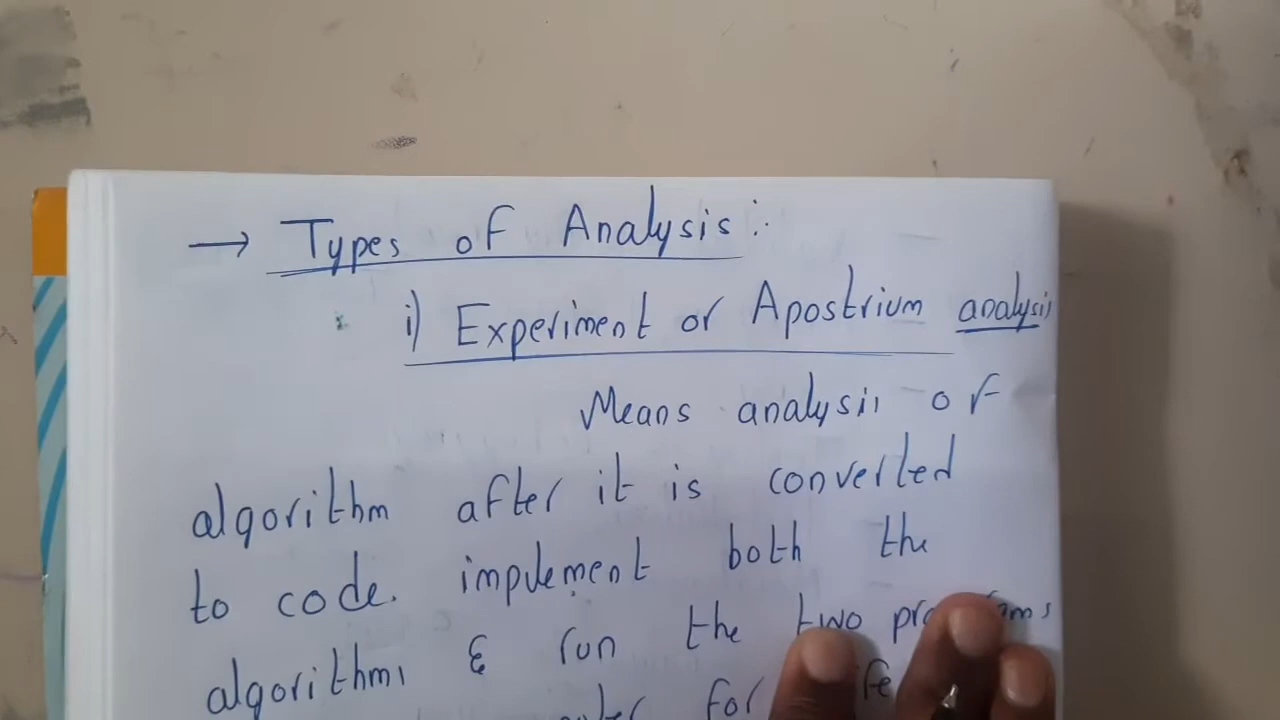 → Types of Analysis:-
i) Experiment or Apostrium analysis
Means analysis of
algorithm after it is converted
to code. implement both the
algorithms & run the two
for